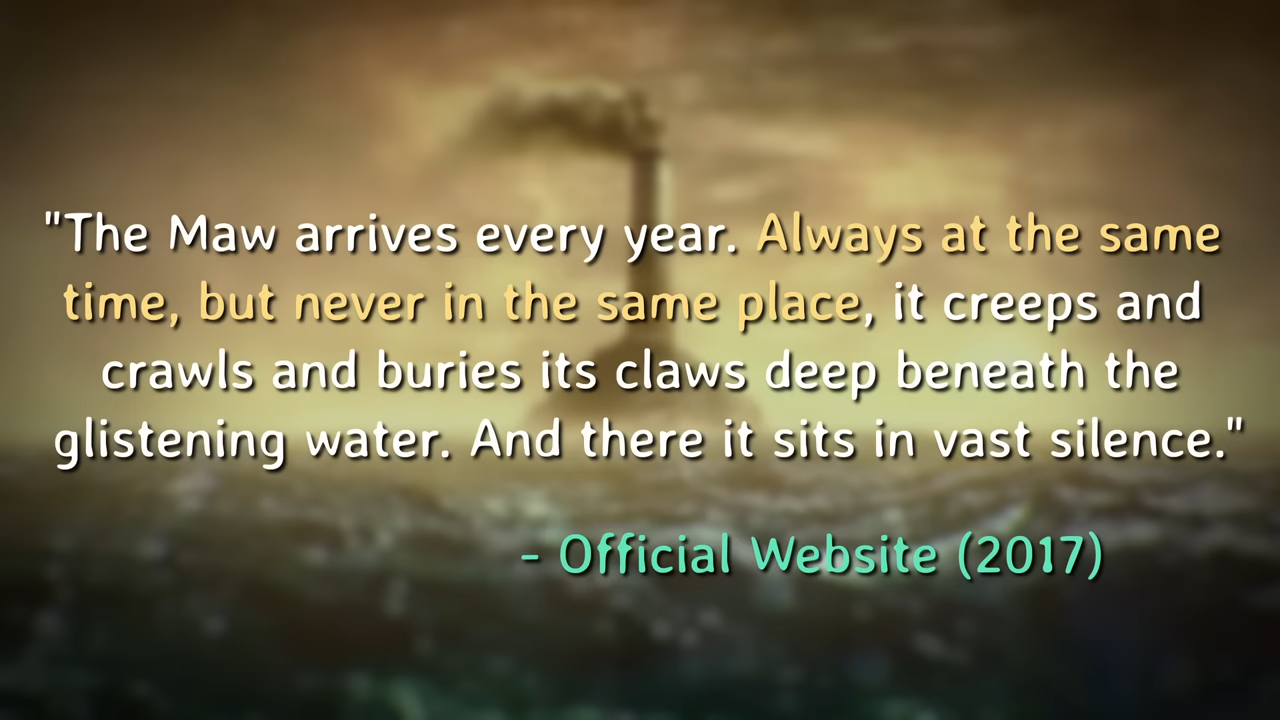 "The Maw arrives every year. Always at the same
time, but never in the same place, it creeps and
crawls and buries its claws deep beneath the
glistening water. And there it sits in vast silence."
- Official Website (2017)